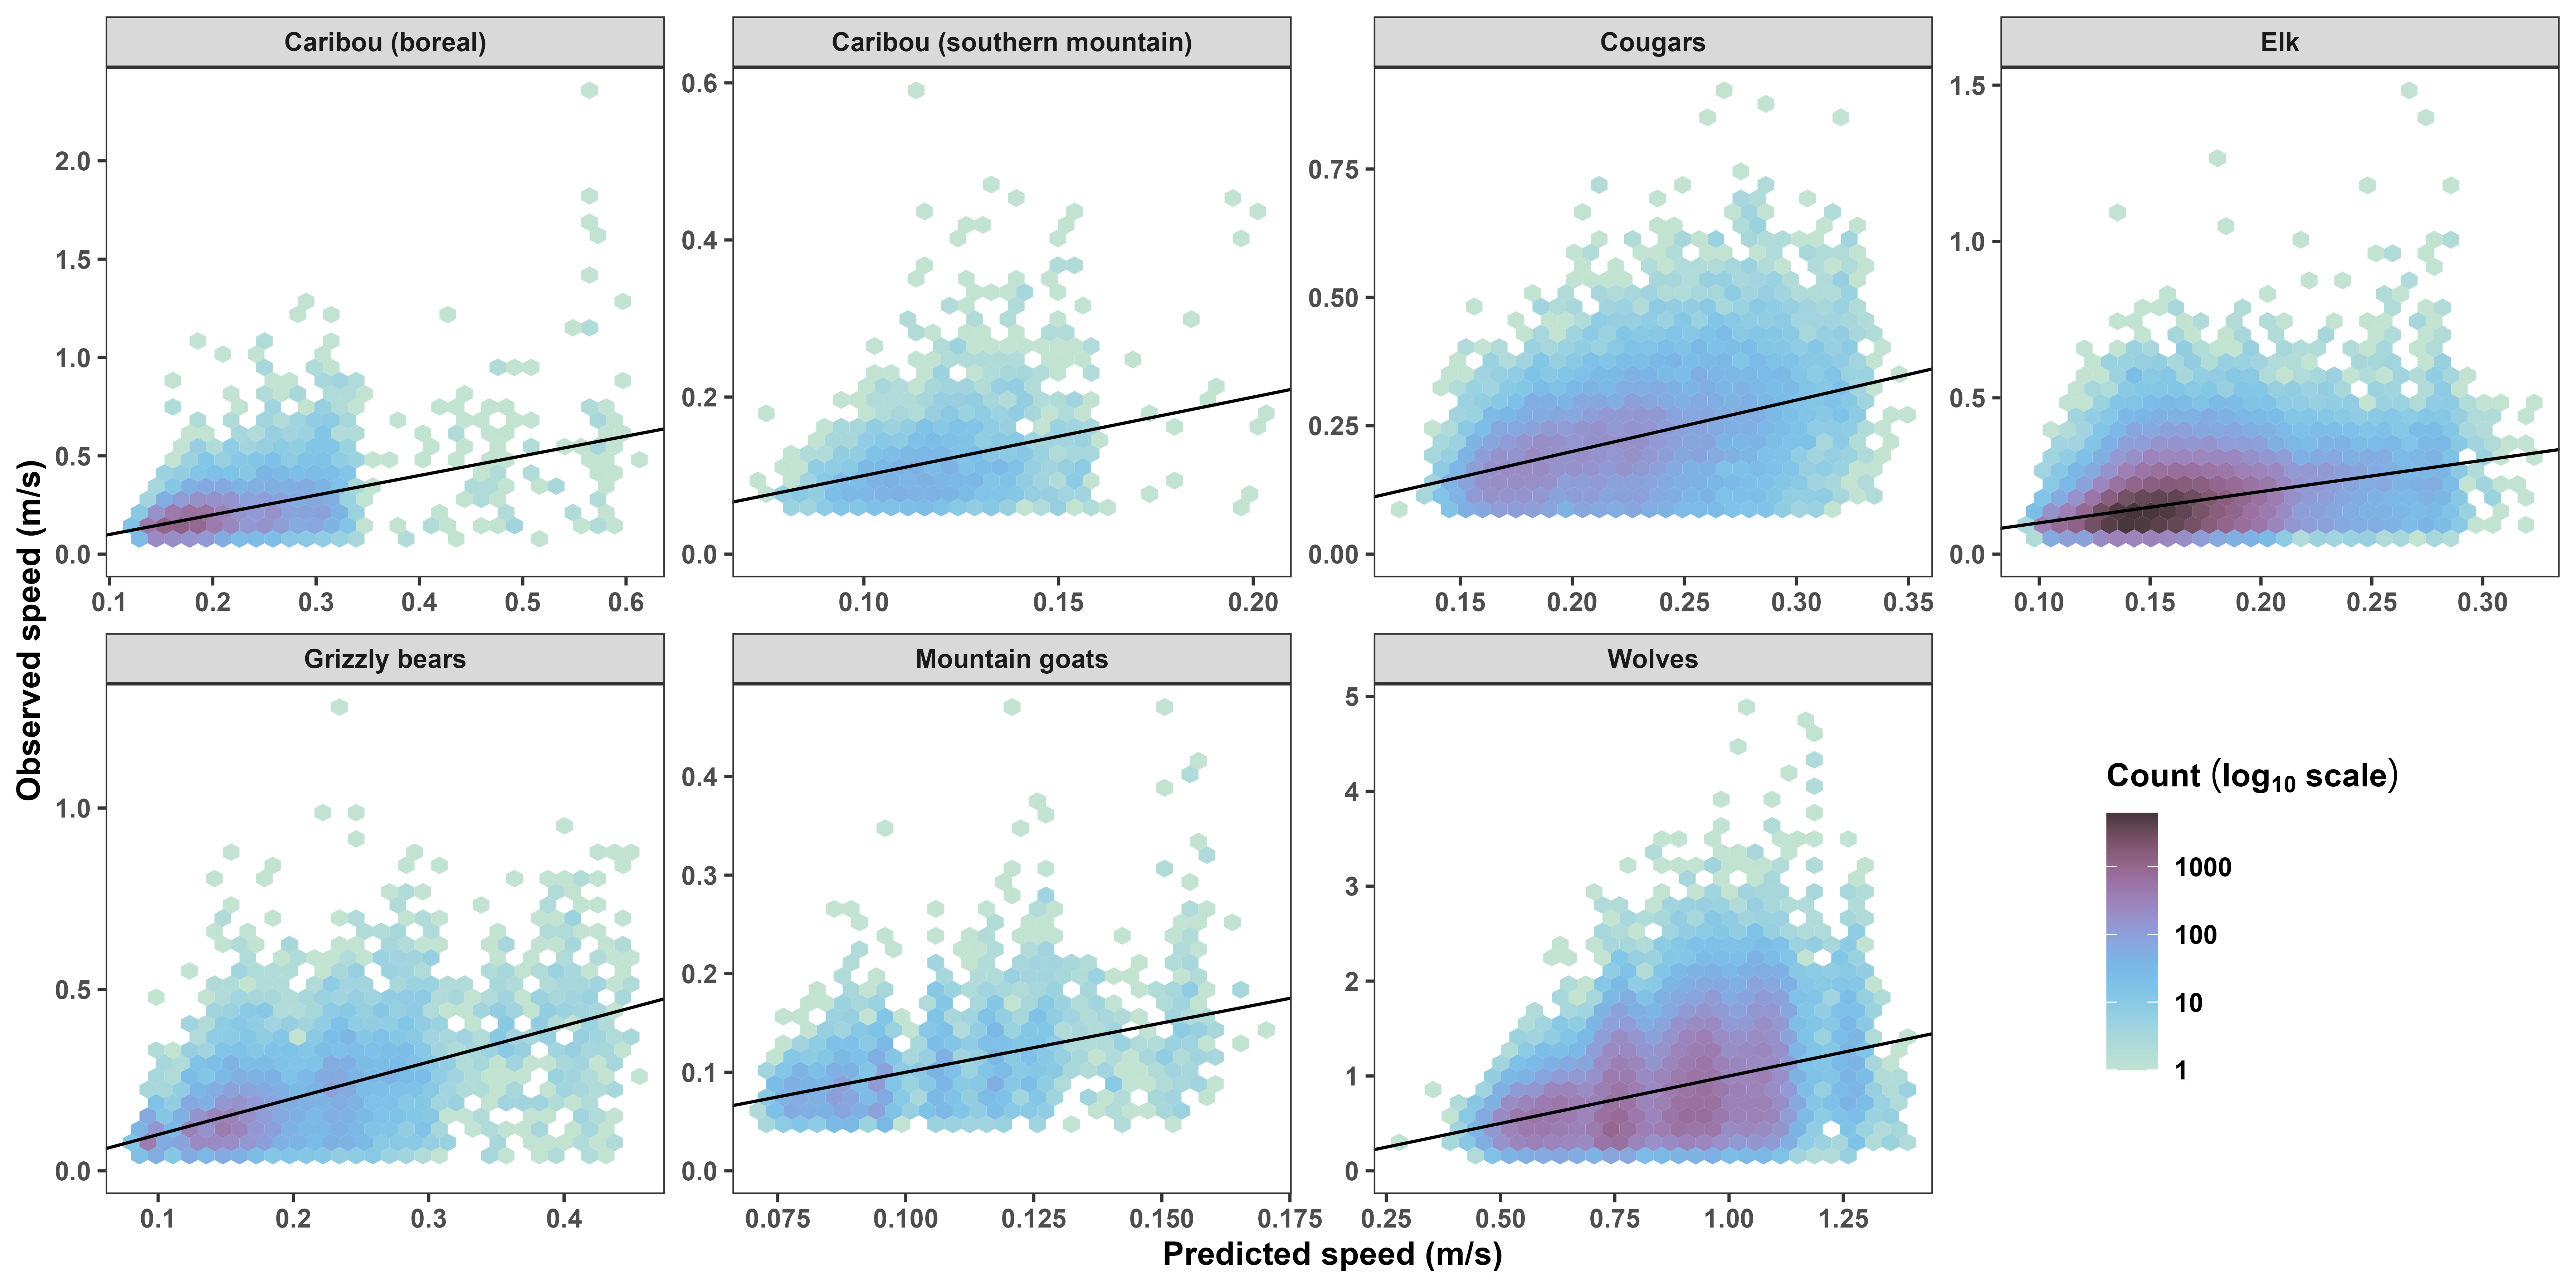 Caribou (boreal)
Caribou (southern mountain)
Cougars
Elk
2.0
1.5
1.0
0.5
0.0
0.1 0.2 0.3 0.4 0.5 0.6
0.6
0.4
0.2
0.0
0.10 0.15 0.20
0.75
0.50
0.25
0.00
0.15 0.20 0.25 0.30 0.35
1.5
1.0
0.5
0.0
0.10 0.15 0.20 0.25 0.30
Observed speed (m/s)
Grizzly bears
Mountain goats
Wolves
1.0
0.5
0.0
0.1 0.2 0.3 0.4
0.4
0.3
0.2
0.1
0.0
0.075 0.100 0.125 0.150 0.175
5
4
3
2
1
0
0.25 0.50 0.75 1.00 1.25
Predicted speed (m/s)
Count (log₁₀ scale)
1000
100
10
1